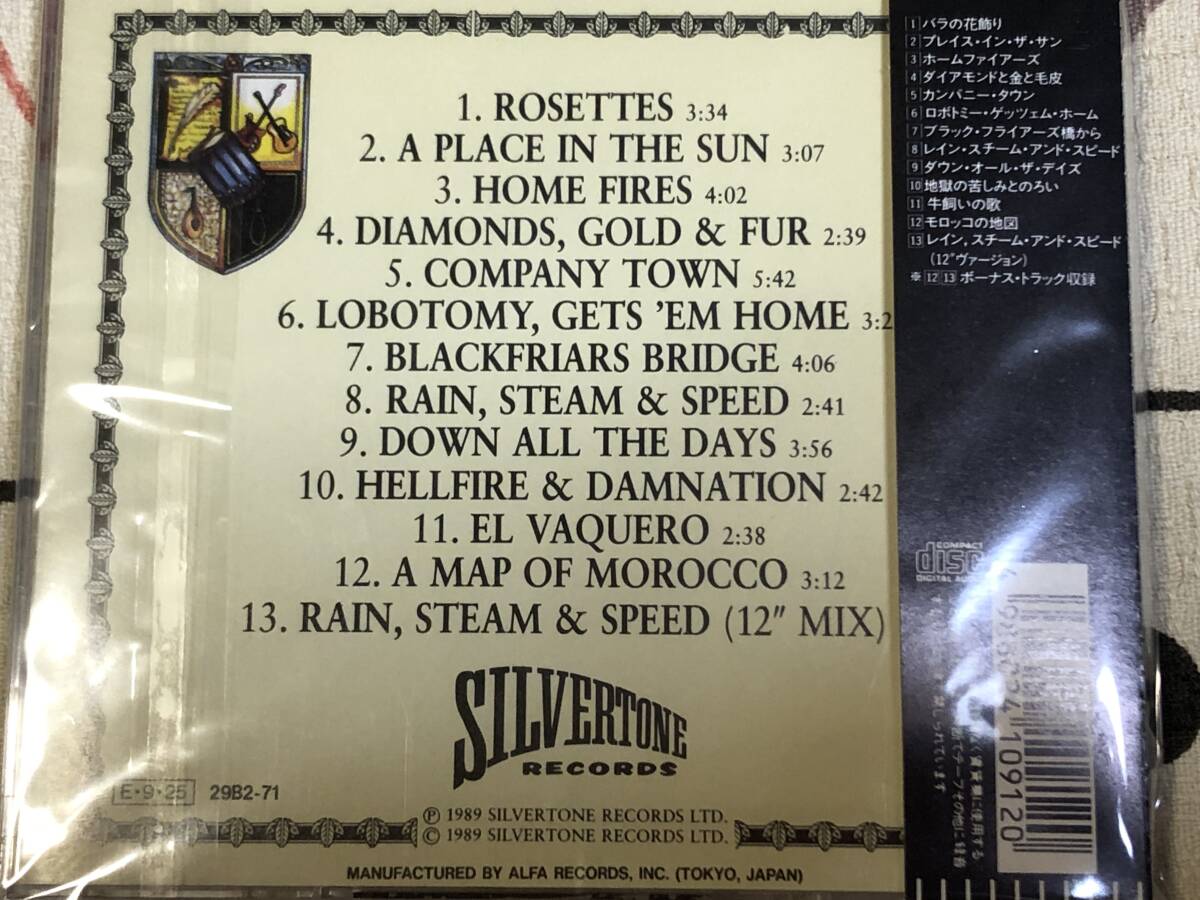 1. ROSETTES 3:34
2. A PLACE IN THE SUN 3:07
3. HOME FIRES 4:02
4. DIAMONDS, GOLD & FUR 2:39
5. COMPANY TOWN 5:42
6. LOBOTOMY, GETS 'EM HOME 3:2
7. BLACKFRIARS BRIDGE 4:06
8. RAIN, STEAM & SPEED 2:41
9. DOWN ALL THE DAYS 3:56
10. HELLFIRE & DAMNATION 2:42
11. EL VAQUERO 2:38
12. A MAP OF MOROCCO 3:12
13. RAIN, STEAM & SPEED (12″ MIX)
SILVERTONE
RECORDS
E・9・25 29B2-71
Ⓟ 1989 SILVERTONE RECORDS LTD.
© 1989 SILVERTONE RECORDS LTD.
MANUFACTURED BY ALFA RECORDS, INC. (TOKYO, JAPAN)
1 バラの花飾り
2 プレイス・イン・ザ・サン
3 ホームファイアーズ
4 ダイアモンドと金と毛皮
5 カンパニー・タウン
6 ロボトミー・ゲッツェム・ホーム
7 ブラック・フライアーズ橋から
8 レイン・スチーム・アンド・スピード
9 ダウン・オール・ザ・デイズ
10 地獄の苦しみとのろい
11 牛飼いの歌
12 モロッコの地図
13 レイン, スチーム・アンド・スピード
(12″ヴァージョン)
※ 12 13 ボーナス・トラック収録
COMPACT
disc
DIGITAL AUDIO
109120